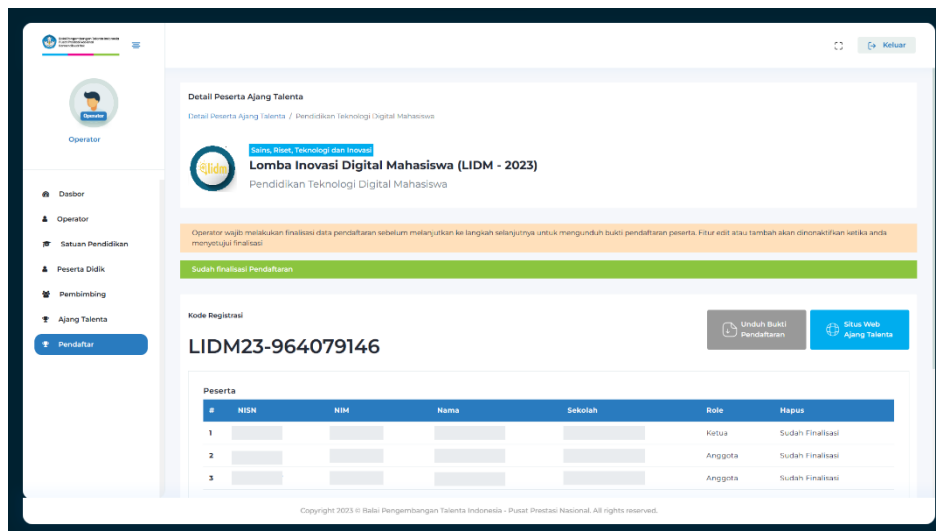 Keluar
Operator
Operator
Dasbor
Operator
Satuan Pendidikan
Peserta Didik
Pembimbing
Ajang Talenta
Pendaftar
Detail Peserta Ajang Talenta
Detail Peserta Ajang Talenta / Pendidikan Teknologi Digital Mahasiswa
lidm
Sains, Riset, Teknologi dan Inovasi
Lomba Inovasi Digital Mahasiswa (LIDM - 2023)
Pendidikan Teknologi Digital Mahasiswa
Operator wajib melakukan finalisasi data pendaftaran sebelum melanjutkan ke langkah selanjutnya untuk mengunduh bukti pendaftaran peserta. Fitur edit atau tambah akan dinonaktifkan ketika anda
menyetujui finalisasi
Sudah finalisasi Pendaftaran
Kode Registrasi
LIDM23-964079146
Unduh Bukti
Pendaftaran
Situs Web
Ajang Talenta
Peserta
# NISN NIM Nama Sekolah Role Hapus
1 Ketua Sudah Finalisasi
2 Anggota Sudah Finalisasi
3 Anggota Sudah Finalisasi
Copyright 2023 © Balai Pengembangan Talenta Indonesia - Pusat Prestasi Nasional. All rights reserved.